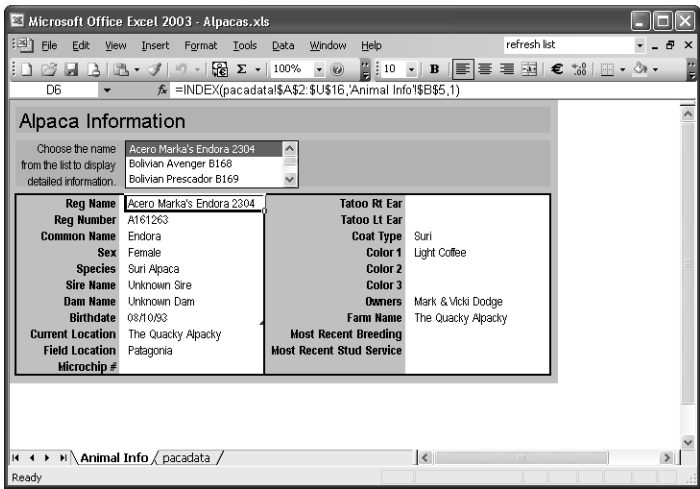 Microsoft Office Excel 2003 - Alpacas.xls
File Edit View Insert Format Tools Data Window Help refresh list
100% 10 B
D6 fx =INDEX(pacadata!$A$2:$U$16,'Animal Info'!$B$5,1)
Alpaca Information
Choose the name Acero Marka's Endora 2304
from the list to display Bolivian Avenger B168
detailed information. Bolivian Prescador B169
Reg Name Acero Marka's Endora 2304 Tatoo Rt Ear
Reg Number A161263 Tatoo Lt Ear
Common Name Endora Coat Type Suri
Sex Female Color 1 Light Coffee
Species Suri Alpaca Color 2
Sire Name Unknown Sire Color 3
Dam Name Unknown Dam Owners Mark & Vicki Dodge
Birthdate 08/10/93 Farm Name The Quacky Alpacky
Current Location The Quacky Alpacky Most Recent Breeding
Field Location Patagonia Most Recent Stud Service
Microchip #
Animal Info pacadata
Ready